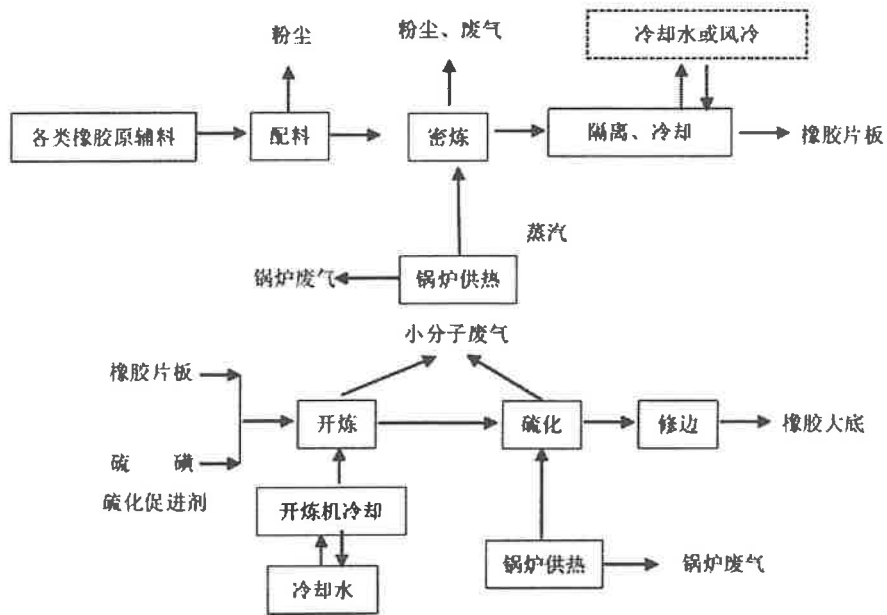 粉尘
粉尘、废气
冷却水或风冷
各类橡胶原辅料
配料
密炼
隔离、冷却
橡胶片板
蒸汽
锅炉废气
锅炉供热
小分子废气
橡胶片板
开炼
硫化
修边
橡胶大底
硫 磺
硫化促进剂
开炼机冷却
锅炉供热
锅炉废气
冷却水